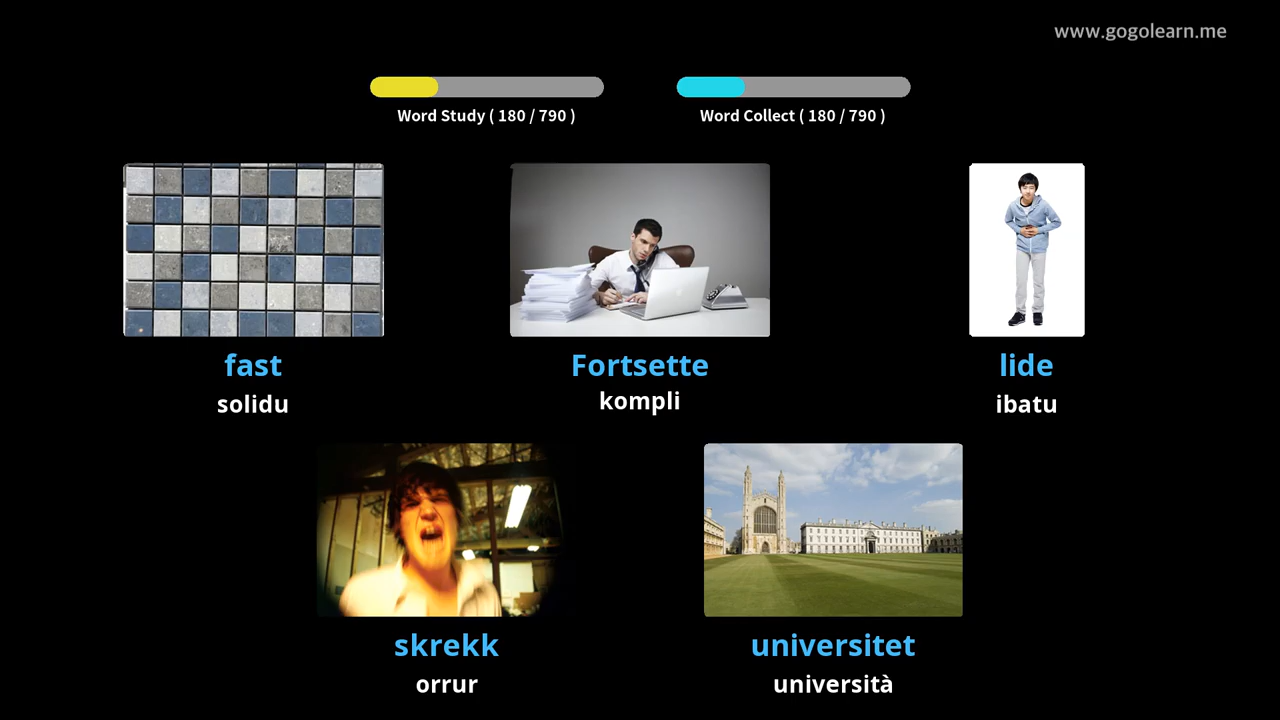 www.gogolearn.me
Word Study ( 180 / 790 )
Word Collect ( 180 / 790 )
fast
solidu
Fortsette
kompli
lide
ibatu
skrekk
orrur
universitet
università